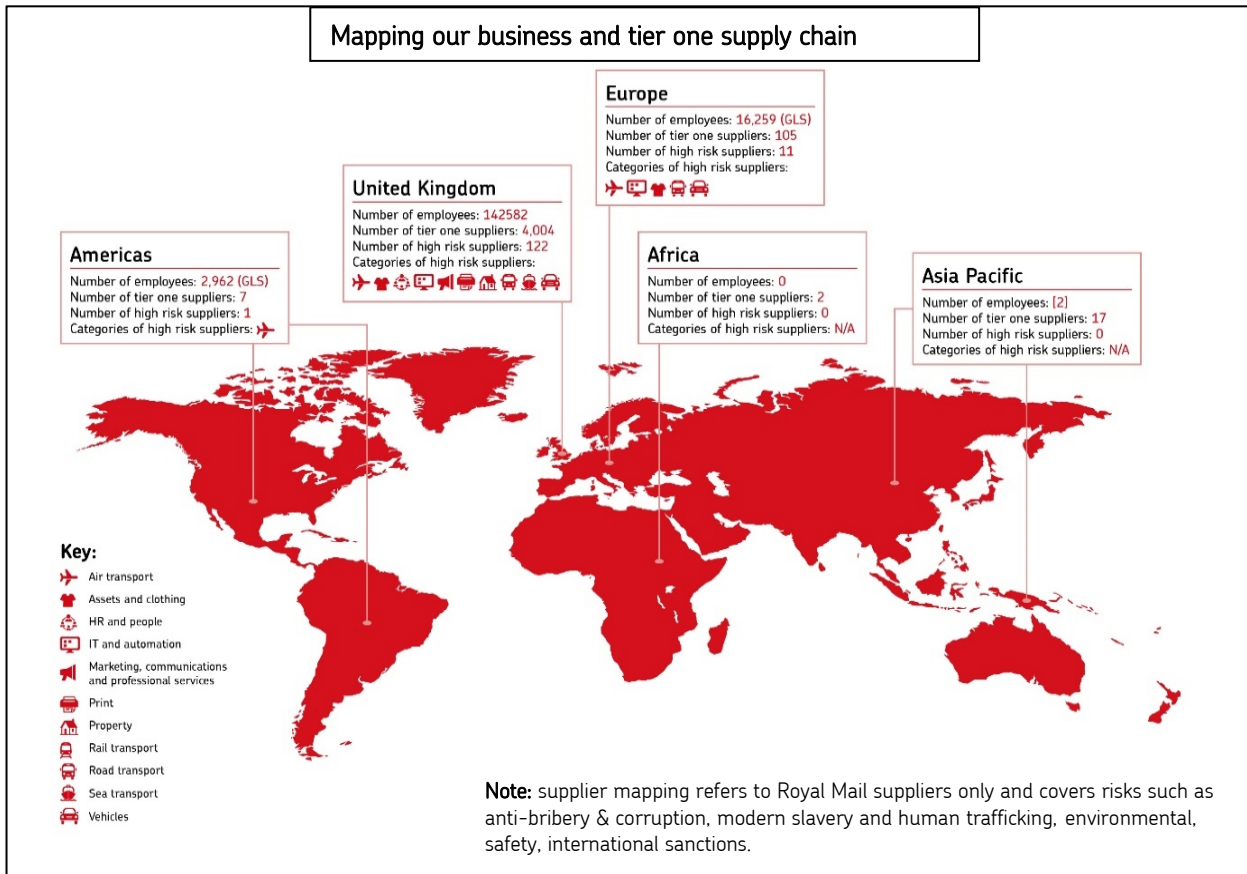 Mapping our business and tier one supply chain
Europe
Number of employees: 16,259 (GLS)
Number of tier one suppliers: 105
Number of high risk suppliers: 11
Categories of high risk suppliers:
United Kingdom
Number of employees: 142582
Number of tier one suppliers: 4,004
Number of high risk suppliers: 122
Categories of high risk suppliers:
Americas
Number of employees: 2,962 (GLS)
Number of tier one suppliers: 7
Number of high risk suppliers: 1
Categories of high risk suppliers:
Africa
Number of employees: 0
Number of tier one suppliers: 2
Number of high risk suppliers: 0
Categories of high risk suppliers: N/A
Asia Pacific
Number of employees: [2]
Number of tier one suppliers: 17
Number of high risk suppliers: 0
Categories of high risk suppliers: N/A
Key:
Air transport
Assets and clothing
HR and people
IT and automation
Marketing, communications
and professional services
Print
Property
Rail transport
Road transport
Sea transport
Vehicles
Note: supplier mapping refers to Royal Mail suppliers only and covers risks such as
anti-bribery & corruption, modern slavery and human trafficking, environmental,
safety, international sanctions.